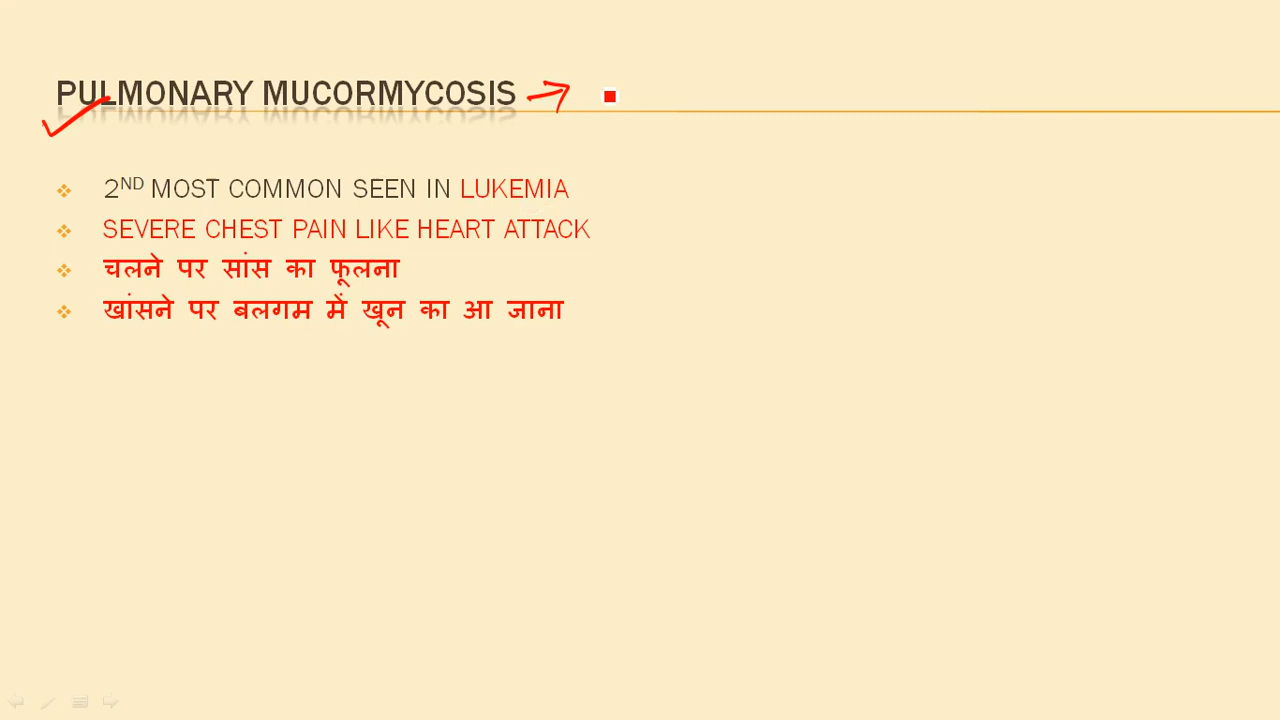 PULMONARY MUCORMYCOSIS
2ND MOST COMMON SEEN IN LUKEMIA
SEVERE CHEST PAIN LIKE HEART ATTACK
चलने पर सांस का फूलना
खांसने पर बलगम में खून का आ जाना